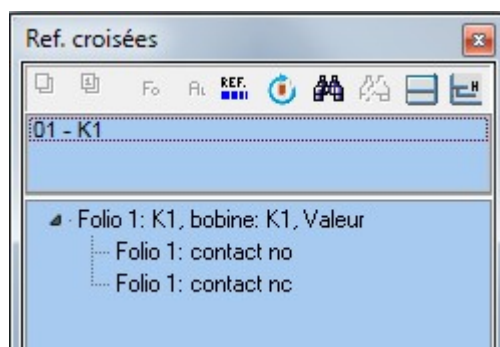 Ref. croisées
Fo REF.
01 - K1
Folio 1: K1, bobine: K1, Valeur
Folio 1: contact no
Folio 1: contact nc